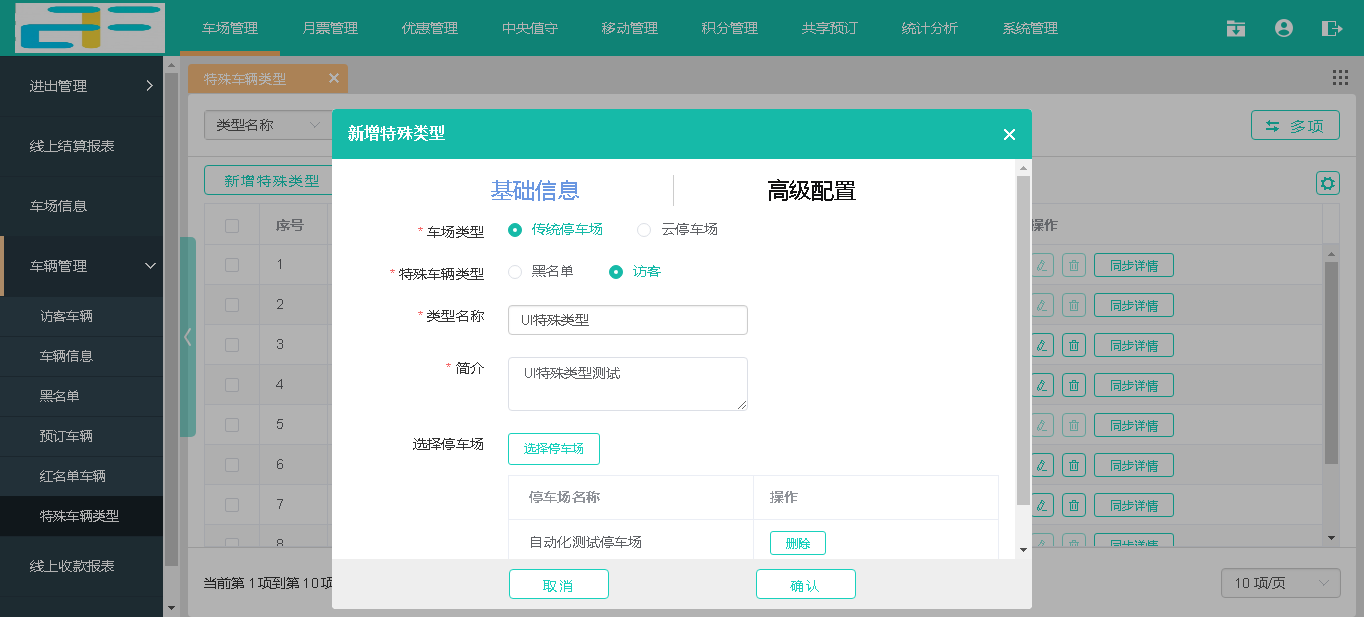 车场管理 月票管理 优惠管理 中央值守 移动管理 积分管理 共享预订 统计分析 系统管理
特殊车辆类型
进出管理
线上结算报表
车场信息
车辆管理
访客车辆
车辆信息
黑名单
预订车辆
红名单车辆
特殊车辆类型
线上收款报表
类型名称
多项
新增特殊类型
序号
操作
1 同步详情
2 同步详情
3 同步详情
4 同步详情
5 同步详情
6 同步详情
7 同步详情
8 同步详情
当前第 1项到第 10项
10 项/页
新增特殊类型
基础信息 高级配置
* 车场类型 传统停车场 云停车场
* 特殊车辆类型 黑名单 访客
* 类型名称 UI特殊类型
* 简介 UI特殊类型测试
选择停车场 选择停车场
停车场名称 操作
自动化测试停车场 删除
取消 确认